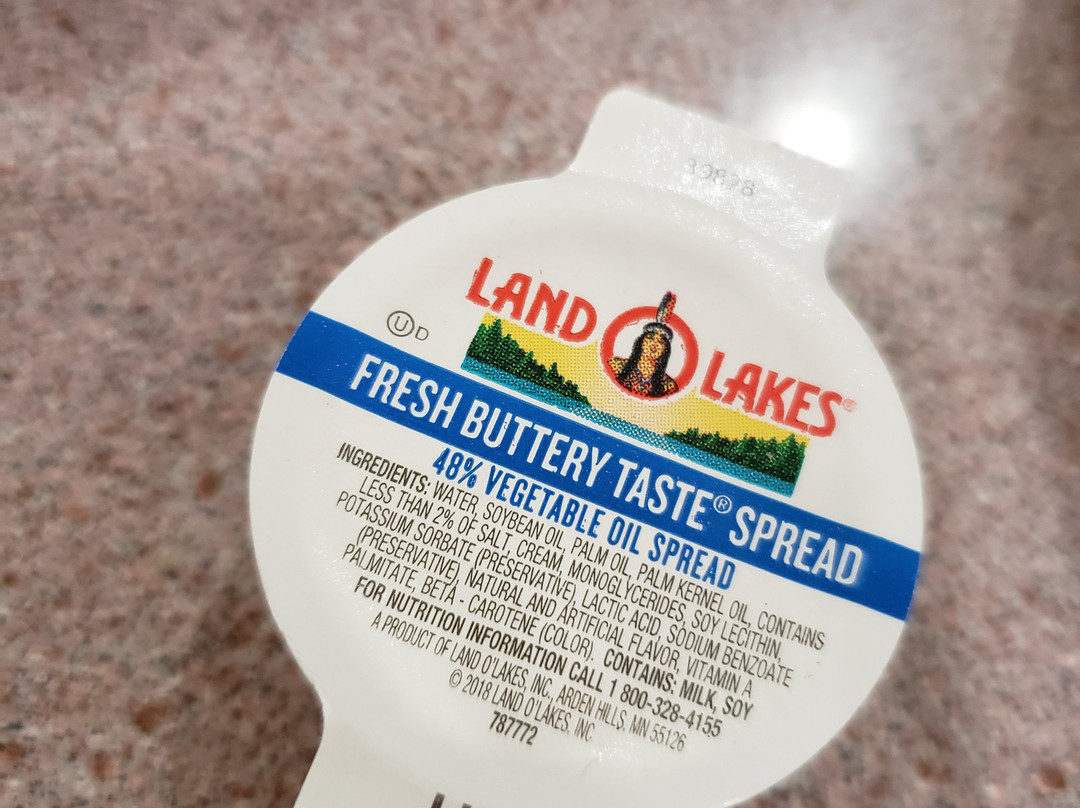 30828
LAND O LAKES®
Ⓤ D
FRESH BUTTERY TASTE® SPREAD
48% VEGETABLE OIL SPREAD
INGREDIENTS: WATER, SOYBEAN OIL, PALM OIL, PALM KERNEL OIL, CONTAINS
LESS THAN 2% OF SALT, CREAM, MONOGLYCERIDES, SOY LECITHIN,
POTASSIUM SORBATE (PRESERVATIVE), LACTIC ACID, SODIUM BENZOATE
(PRESERVATIVE), NATURAL AND ARTIFICIAL FLAVOR, VITAMIN A
PALMITATE, BETA - CAROTENE (COLOR). CONTAINS: MILK, SOY
FOR NUTRITION INFORMATION CALL 1 800-328-4155
A PRODUCT OF LAND O'LAKES, INC, ARDEN HILLS, MN 55126
© 2018 LAND O'LAKES, INC
787772